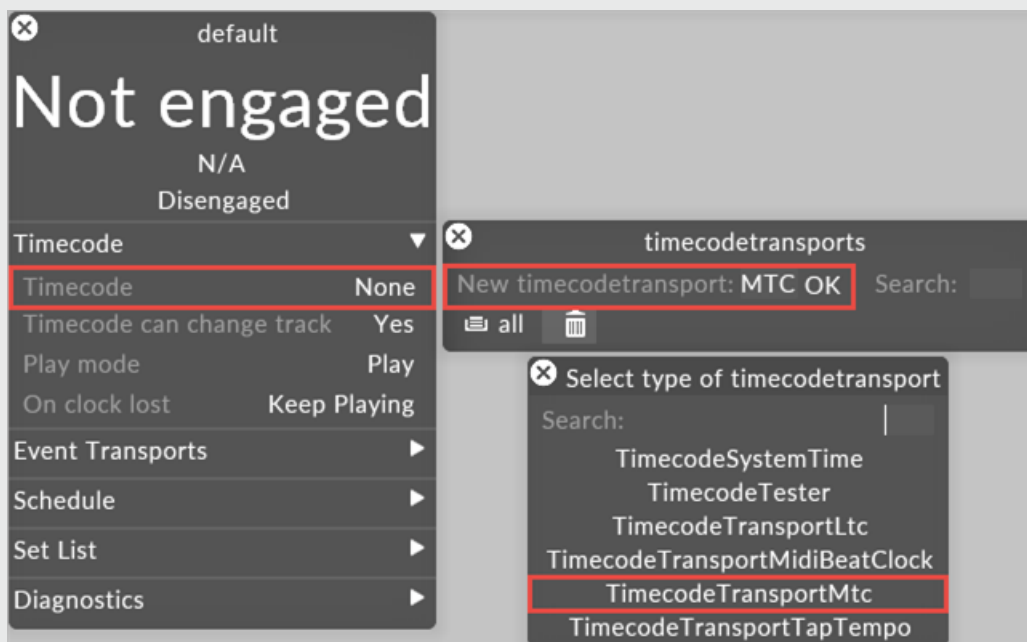 default
Not engaged
N/A
Disengaged
Timecode
Timecode None
Timecode can change track Yes
Play mode Play
On clock lost Keep Playing
Event Transports
Schedule
Set List
Diagnostics
timecodetransports
New timecodetransport: MTC OK Search:
all
Select type of timecodetransport
Search:
TimecodeSystemTime
TimecodeTester
TimecodeTransportLtc
TimecodeTransportMidiBeatClock
TimecodeTransportMtc
TimecodeTransportTapTempo